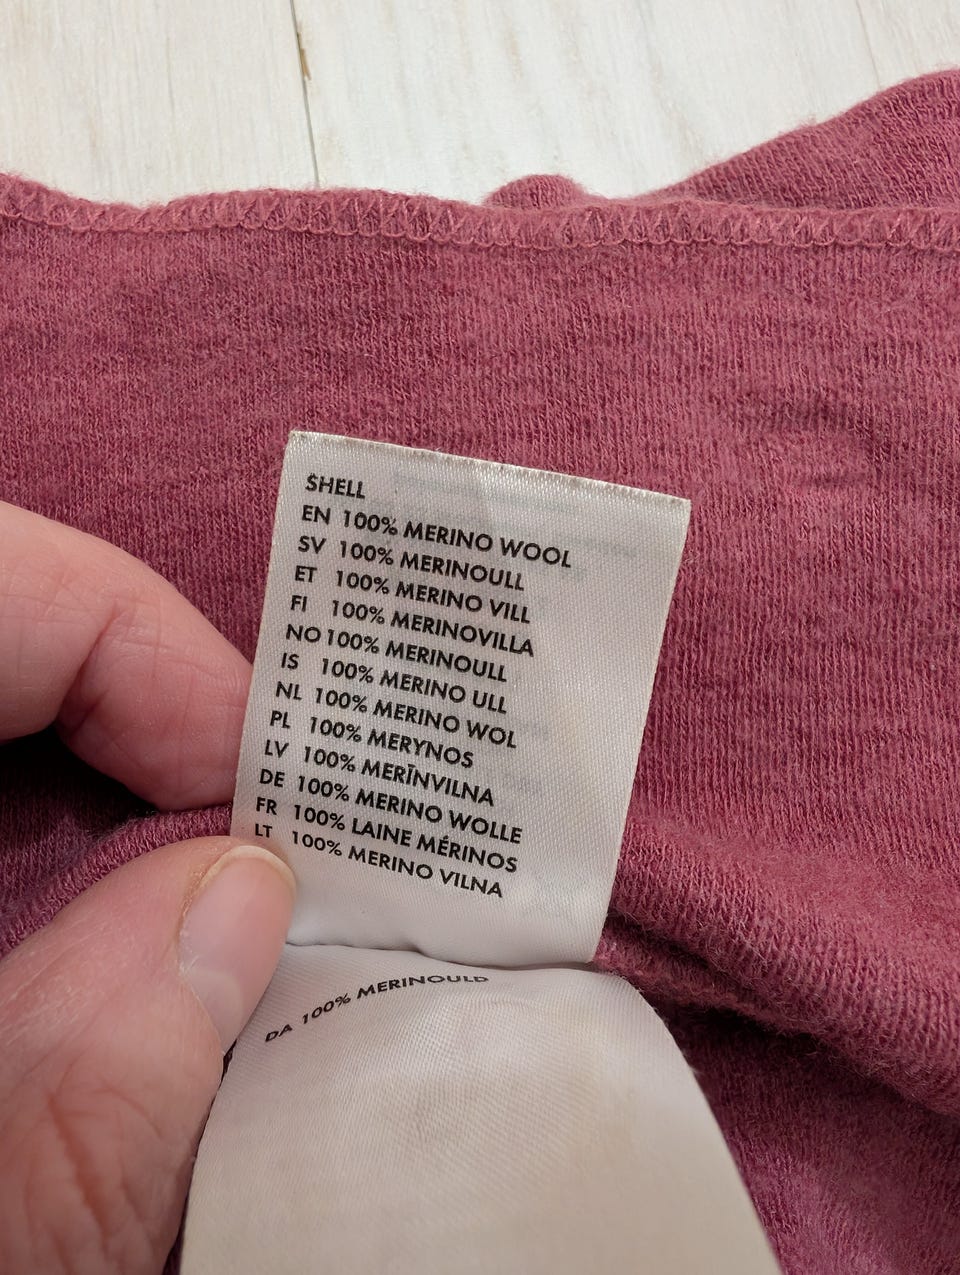 SHELL
EN 100% MERINO WOOL
SV 100% MERINOULL
ET 100% MERINO VILL
FI 100% MERINOVILLA
NO 100% MERINOULL
IS 100% MERINO ULL
NL 100% MERINO WOL
PL 100% MERYNOS
LV 100% MERĪNVILNA
DE 100% MERINO WOLLE
FR 100% LAINE MÉRINOS
LT 100% MERINO VILNA
DA 100% MERINOULD